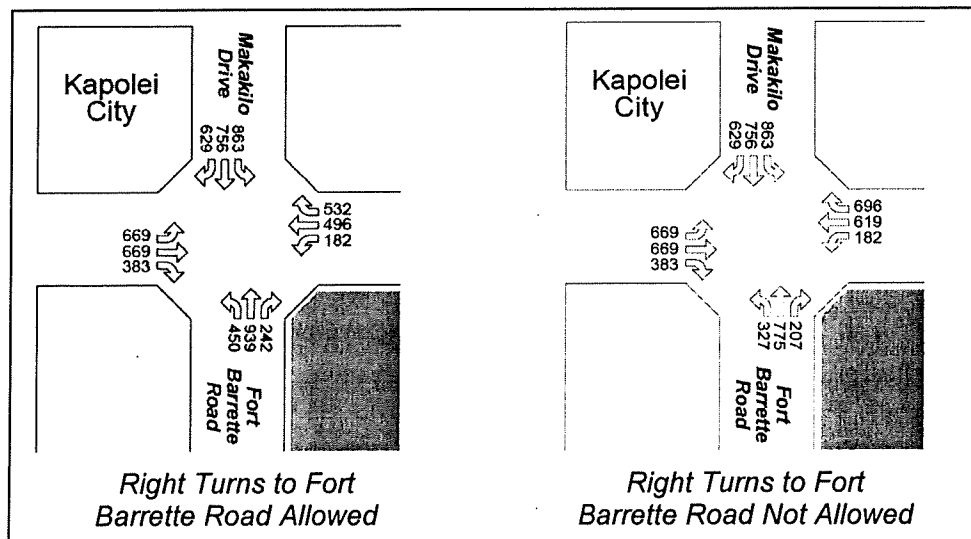 Kapolei
City
Makakilo
Drive
629
756
863
532
496
182
669
669
383
450
939
242
Fort
Barrette
Road
Right Turns to Fort
Barrette Road Allowed
Kapolei
City
Makakilo
Drive
629
756
863
696
619
182
669
669
383
327
775
207
Fort
Barrette
Road
Right Turns to Fort
Barrette Road Not Allowed